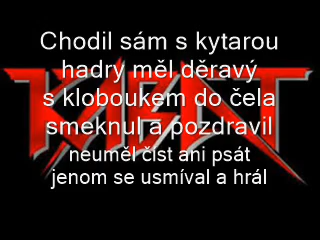 Chodil sám s kytarou
hadry měl děravý
s kloboukem do čela
smeknul a pozdravil
neuměl číst ani psát
jenom se usmíval a hrál
KABÁT